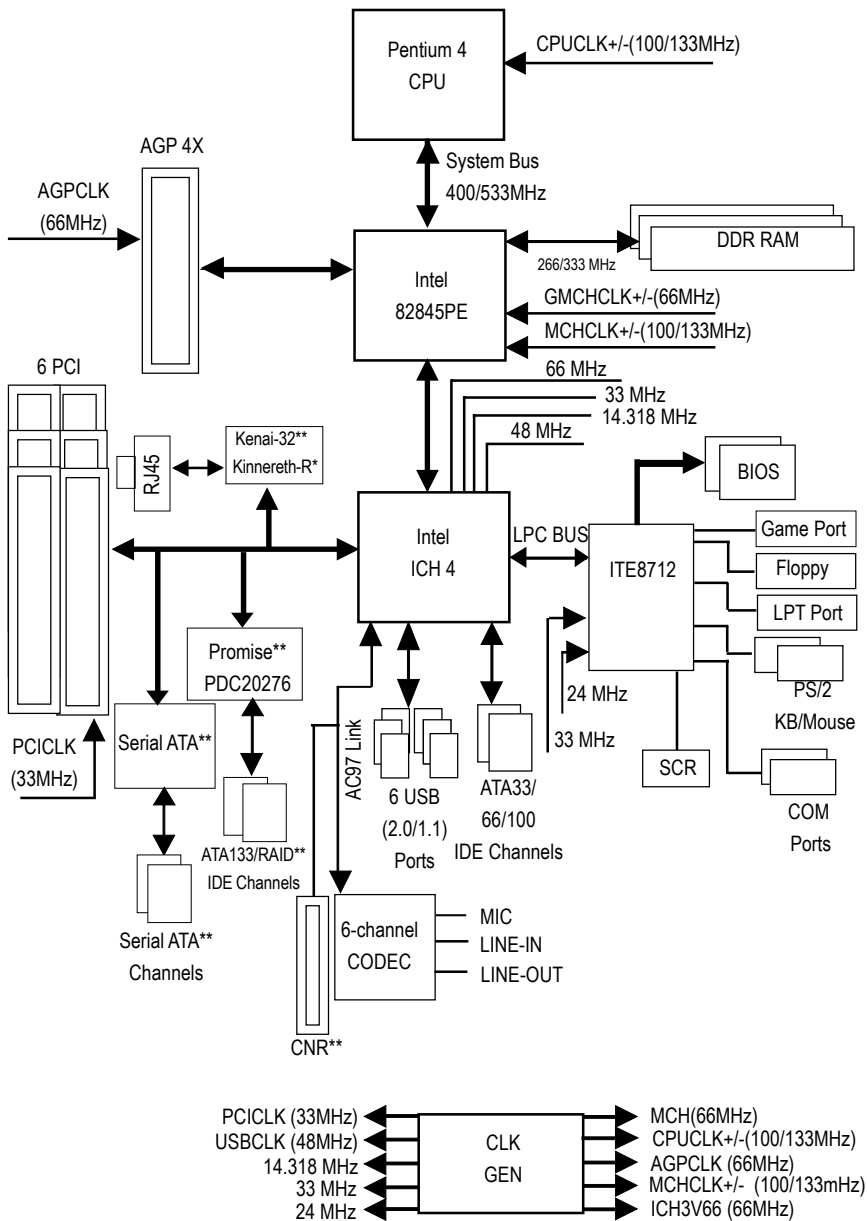 Pentium 4
CPU
CPUCLK+/-(100/133MHz)
AGP 4X
System Bus
400/533MHz
AGPCLK
(66MHz)
DDR RAM
266/333 MHz
Intel
82845PE
GMCHCLK+/-(66MHz)
MCHCLK+/-(100/133MHz)
66 MHz
6 PCI
33 MHz
14.318 MHz
48 MHz
Kenai-32**
Kinnereth-R*
RJ45
BIOS
Intel
ICH 4
LPC BUS
ITE8712
Game Port
Floppy
LPT Port
PS/2
KB/Mouse
Promise**
PDC20276
24 MHz
33 MHz
PCICLK
(33MHz)
Serial ATA**
AC97 Link
SCR
COM
Ports
6 USB
(2.0/1.1)
Ports
ATA33/
66/100
IDE Channels
ATA133/RAID**
IDE Channels
Serial ATA**
Channels
6-channel
CODEC
MIC
LINE-IN
LINE-OUT
CNR**
PCICLK (33MHz)
USBCLK (48MHz)
14.318 MHz
33 MHz
24 MHz
CLK
GEN
MCH(66MHz)
CPUCLK+/-(100/133MHz)
AGPCLK (66MHz)
MCHCLK+/- (100/133mHz)
ICH3V66 (66MHz)